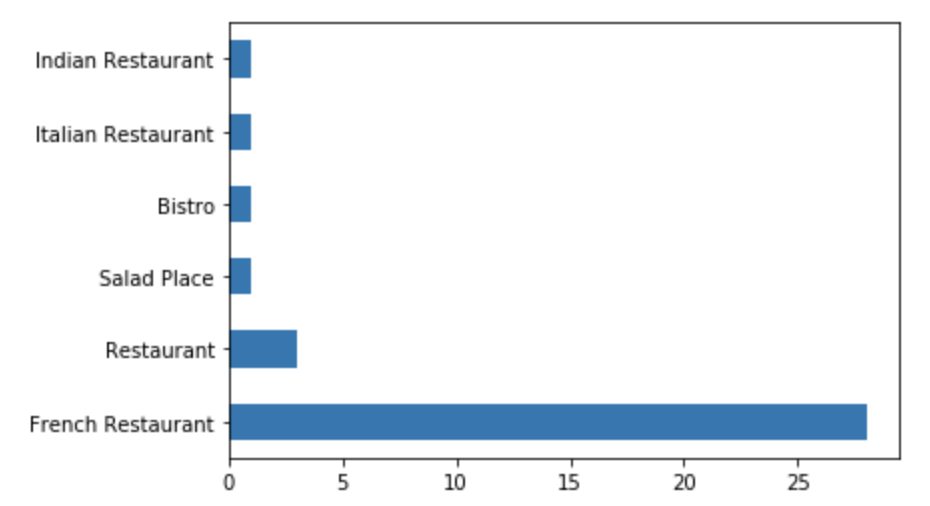 Indian Restaurant
Italian Restaurant
Bistro
Salad Place
Restaurant
French Restaurant
0 5 10 15 20 25